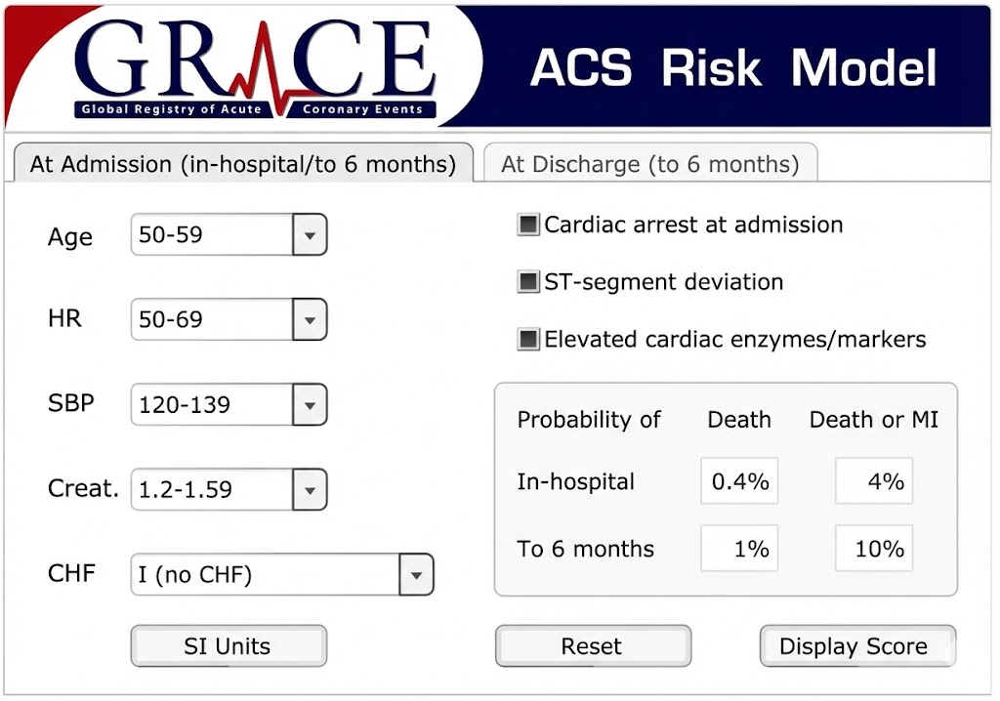 GRACE
Global Registry of Acute Coronary Events
ACS Risk Model
At Admission (in-hospital/to 6 months)
At Discharge (to 6 months)
Age 50-59
HR 50-69
SBP 120-139
Creat. 1.2-1.59
CHF I (no CHF)
SI Units
Cardiac arrest at admission
ST-segment deviation
Elevated cardiac enzymes/markers
Probability of Death Death or MI
In-hospital 0.4% 4%
To 6 months 1% 10%
Reset
Display Score